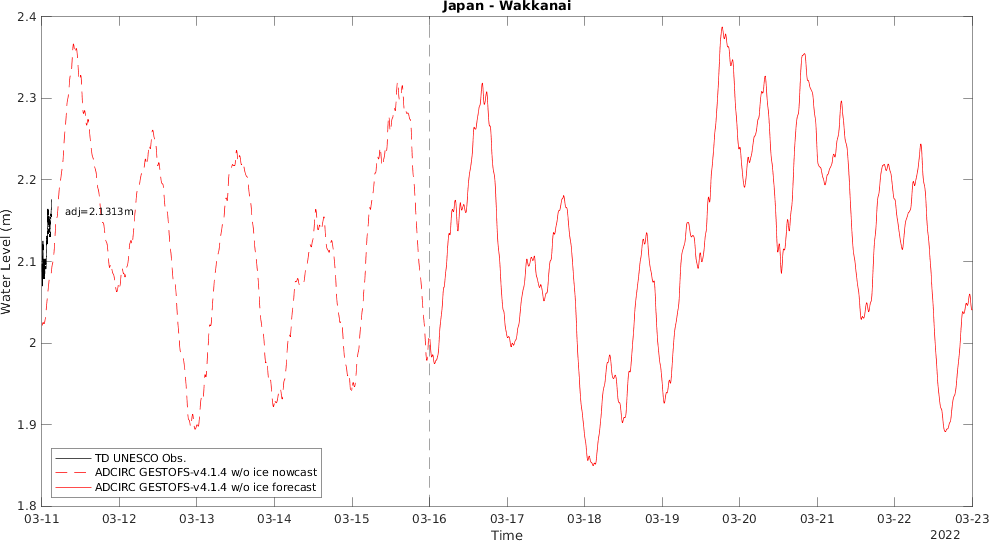 Japan - Wakkanai
Water Level (m)
2.4
2.3
2.2
2.1
2
1.9
1.8
adj=2.1313m
TD UNESCO Obs.
ADCIRC GESTOFS-v4.1.4 w/o ice nowcast
ADCIRC GESTOFS-v4.1.4 w/o ice forecast
03-11 03-12 03-13 03-14 03-15 03-16 03-17 03-18 03-19 03-20 03-21 03-22 03-23
Time
2022